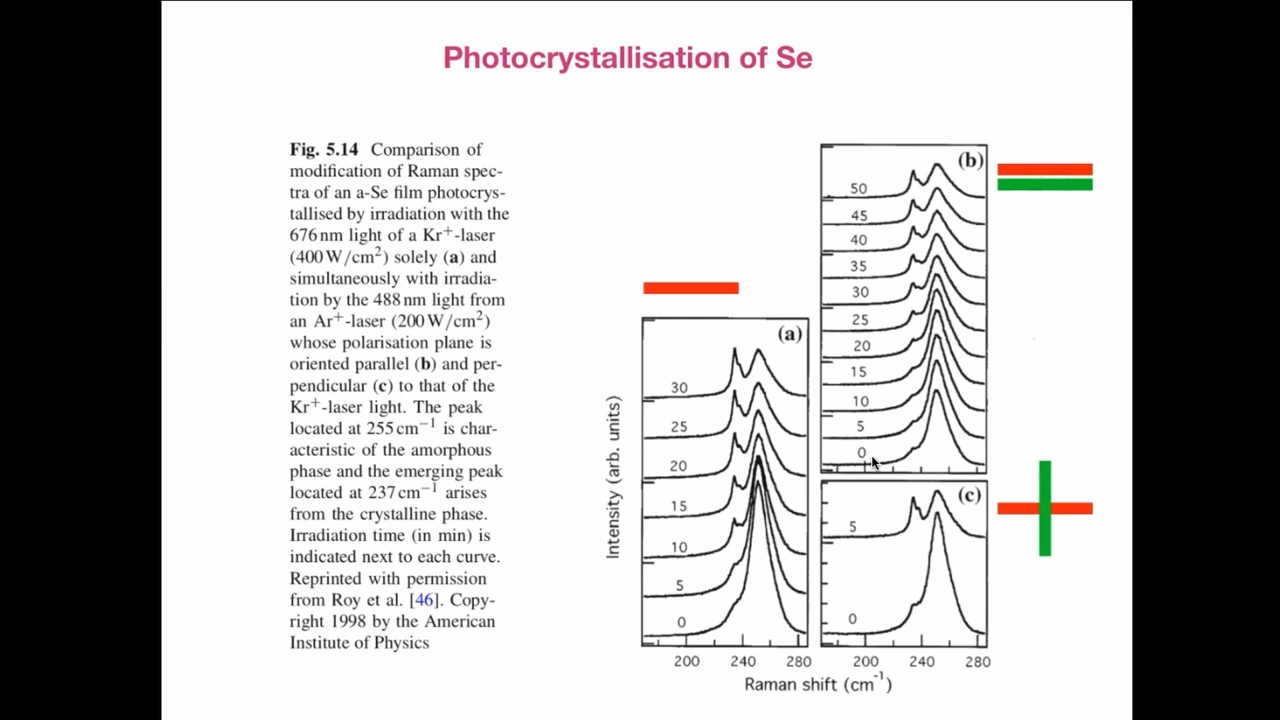 Photocrystallisation of Se
Fig. 5.14 Comparison of
modification of Raman spec-
tra of an a-Se film photocrys-
tallised by irradiation with the
676 nm light of a Kr+-laser
(400 W/cm2) solely (a) and
simultaneously with irradia-
tion by the 488 nm light from
an Ar+-laser (200 W/cm2)
whose polarisation plane is
oriented parallel (b) and per-
pendicular (c) to that of the
Kr+-laser light. The peak
located at 255 cm−1 is char-
acteristic of the amorphous
phase and the emerging peak
located at 237 cm−1 arises
from the crystalline phase.
Irradiation time (in min) is
indicated next to each curve.
Reprinted with permission
from Roy et al. [46]. Copy-
right 1998 by the American
Institute of Physics
Intensity (arb. units)
(a)
30
25
20
15
10
5
0
200 240 280
(b)
50
45
40
35
30
25
20
15
10
5
0
(c)
5
0
200 240 280
Raman shift (cm-1)